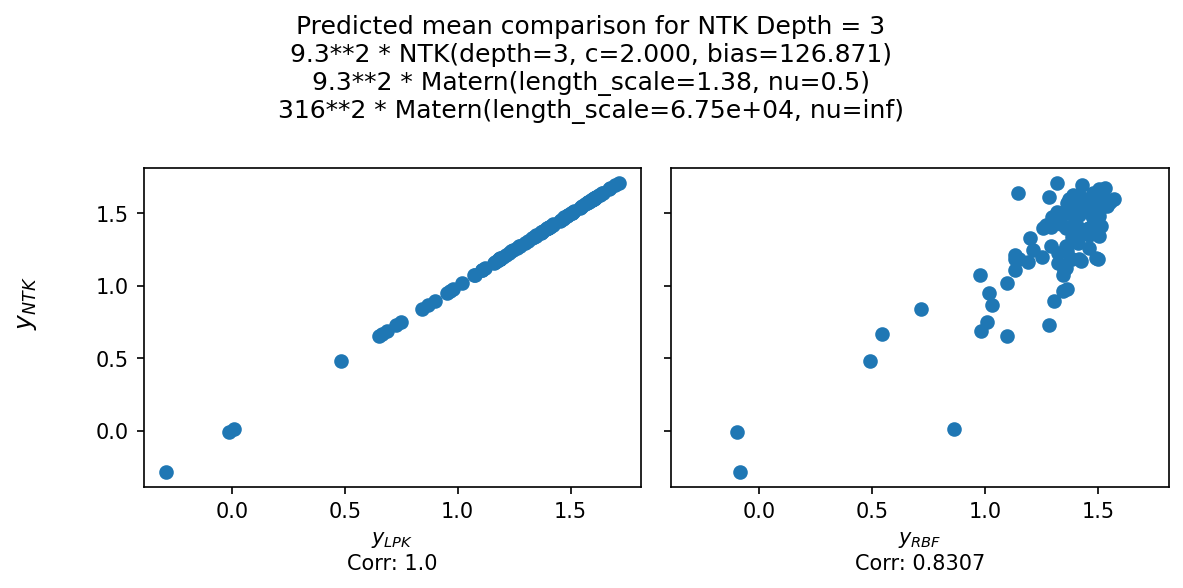 Predicted mean comparison for NTK Depth = 3
9.3**2 * NTK(depth=3, c=2.000, bias=126.871)
9.3**2 * Matern(length_scale=1.38, nu=0.5)
316**2 * Matern(length_scale=6.75e+04, nu=inf)
y_NTK
1.5
1.0
0.5
0.0
0.0 0.5 1.0 1.5
y_LPK
Corr: 1.0
0.0 0.5 1.0 1.5
y_RBF
Corr: 0.8307